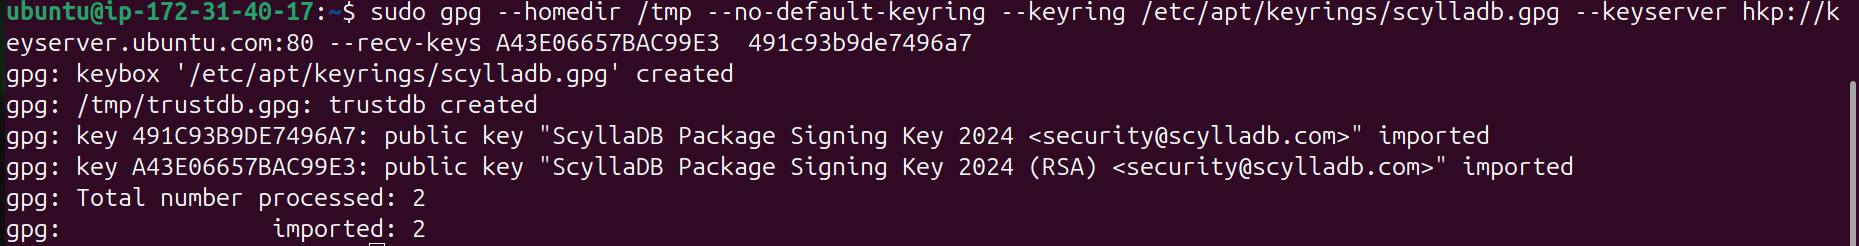 ubuntu@ip-172-31-40-17:~$ sudo gpg --homedir /tmp --no-default-keyring --keyring /etc/apt/keyrings/scylladb.gpg --keyserver hkp://k
eyserver.ubuntu.com:80 --recv-keys A43E06657BAC99E3  491c93b9de7496a7
gpg: keybox '/etc/apt/keyrings/scylladb.gpg' created
gpg: /tmp/trustdb.gpg: trustdb created
gpg: key 491C93B9DE7496A7: public key "ScyllaDB Package Signing Key 2024 <security@scylladb.com>" imported
gpg: key A43E06657BAC99E3: public key "ScyllaDB Package Signing Key 2024 (RSA) <security@scylladb.com>" imported
gpg: Total number processed: 2
gpg:               imported: 2